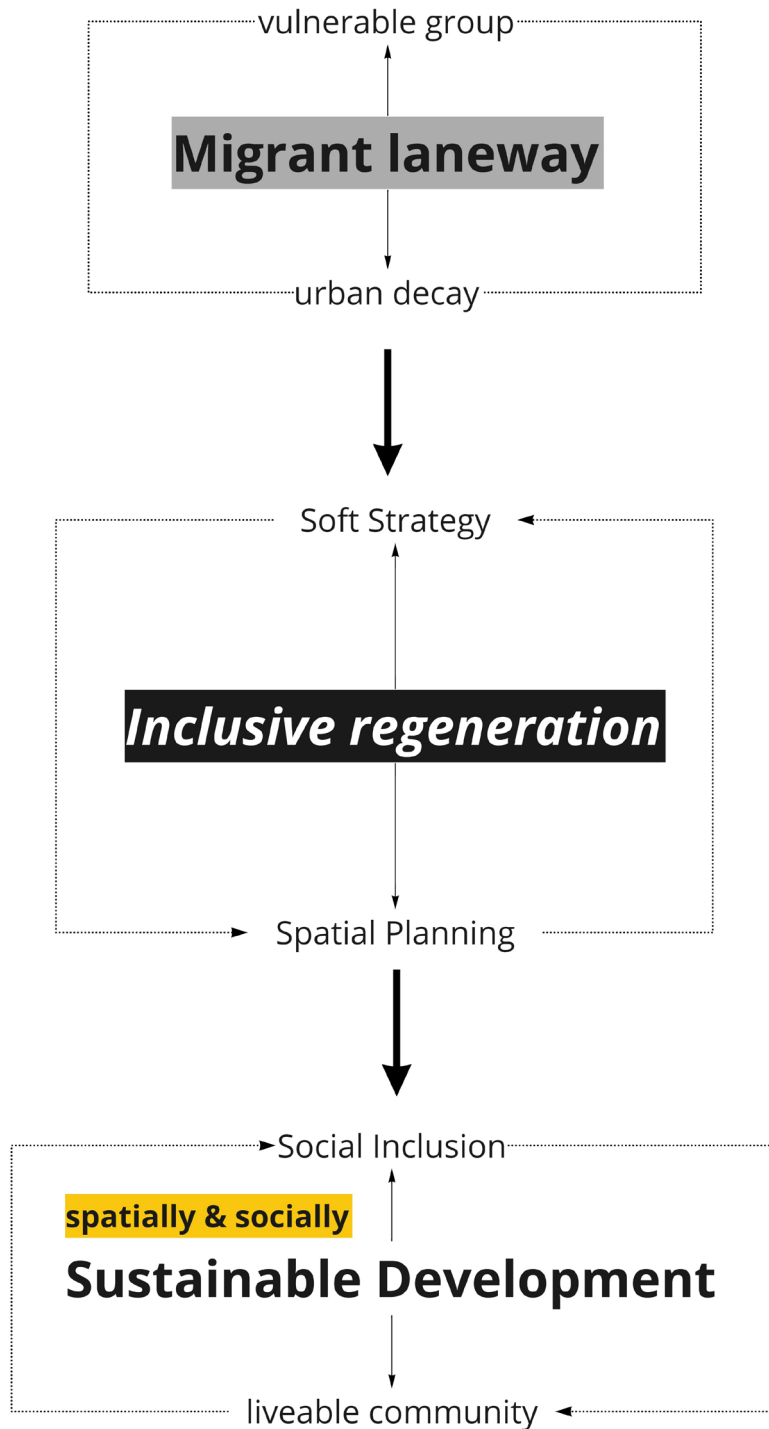 vulnerable group
Migrant laneway
urban decay
Soft Strategy
Inclusive regeneration
Spatial Planning
Social Inclusion
spatially & socially
Sustainable Development
liveable community